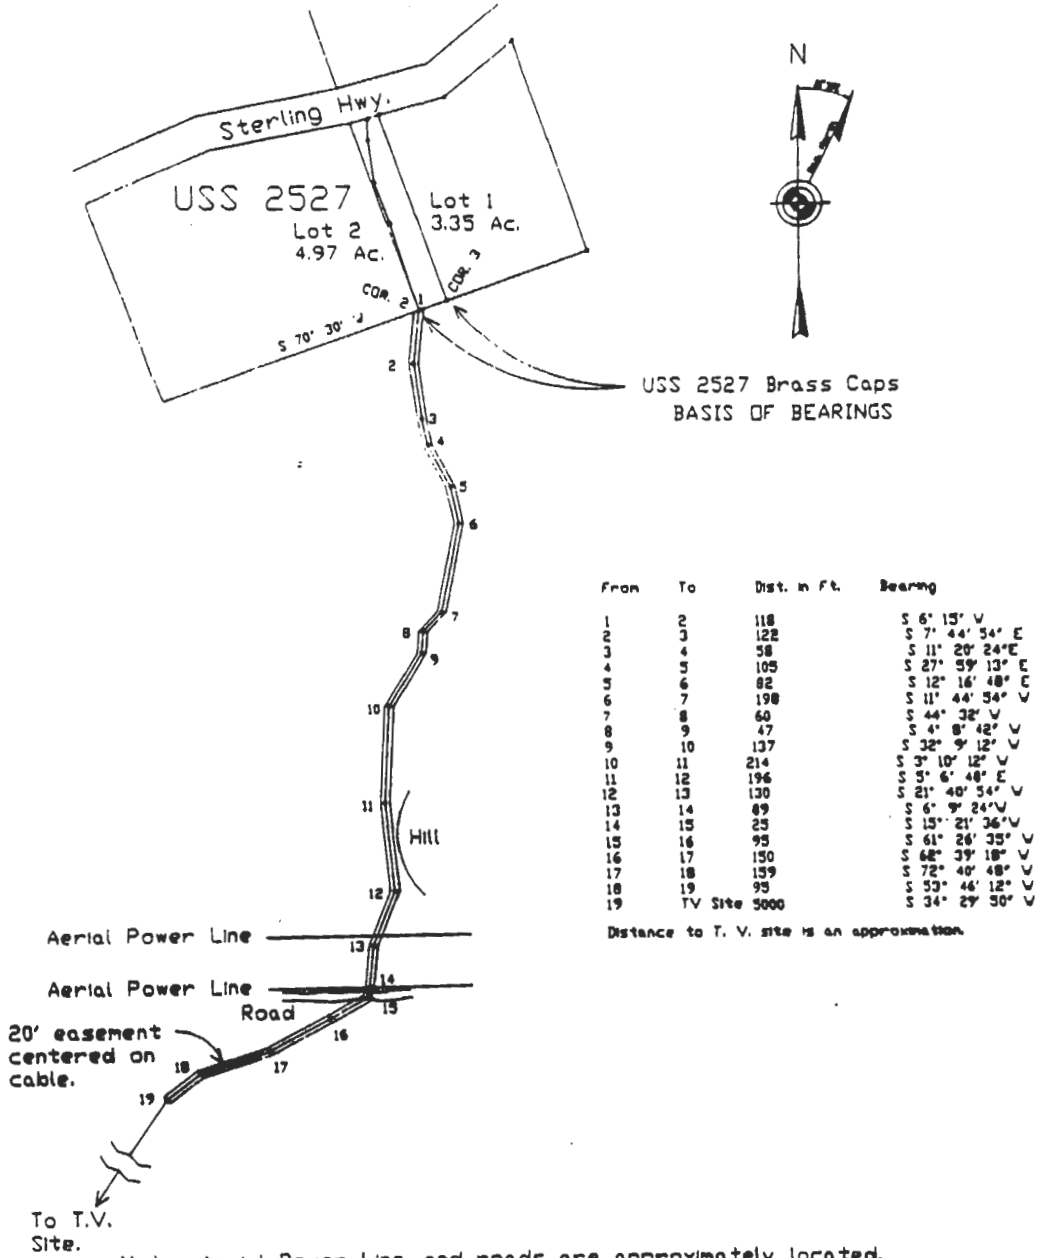 N
Sterling Hwy.
USS 2527
Lot 1
3.35 Ac.
Lot 2
4.97 Ac.
COR. 3
COR. 2
1
S 70° 30' W
2
USS 2527 Brass Caps
BASIS OF BEARINGS
3
4
5
6
7
8
9
10
11
Hill
12
From To Dist. in Ft. Bearing
1 2 118 S 6° 15' W
2 3 122 S 7° 44' 54" E
3 4 58 S 11° 20' 24"E
4 5 105 S 27° 59' 13" E
5 6 82 S 12° 16' 48" E
6 7 198 S 11° 44' 54" W
7 8 60 S 44° 32' W
8 9 47 S 4° 8' 42" W
9 10 137 S 32° 9' 12" W
10 11 214 S 3° 10' 12" W
11 12 196 S 5° 6' 48" E
12 13 130 S 21° 40' 54" W
13 14 89 S 6° 9' 24"W
14 15 25 S 15° 21' 36"W
15 16 95 S 61° 26' 35" W
16 17 150 S 62° 39' 18" W
17 18 159 S 72° 40' 48" W
18 19 95 S 53° 46' 12" W
19 TV Site 5000 S 34° 29' 50" W
Distance to T. V. site is an approximation.
Aerial Power Line
13
Aerial Power Line
14
Road
15
16
20' easement
centered on
cable.
17
18
19
To T.V.
Site.
Power Line and roads are approximately located.